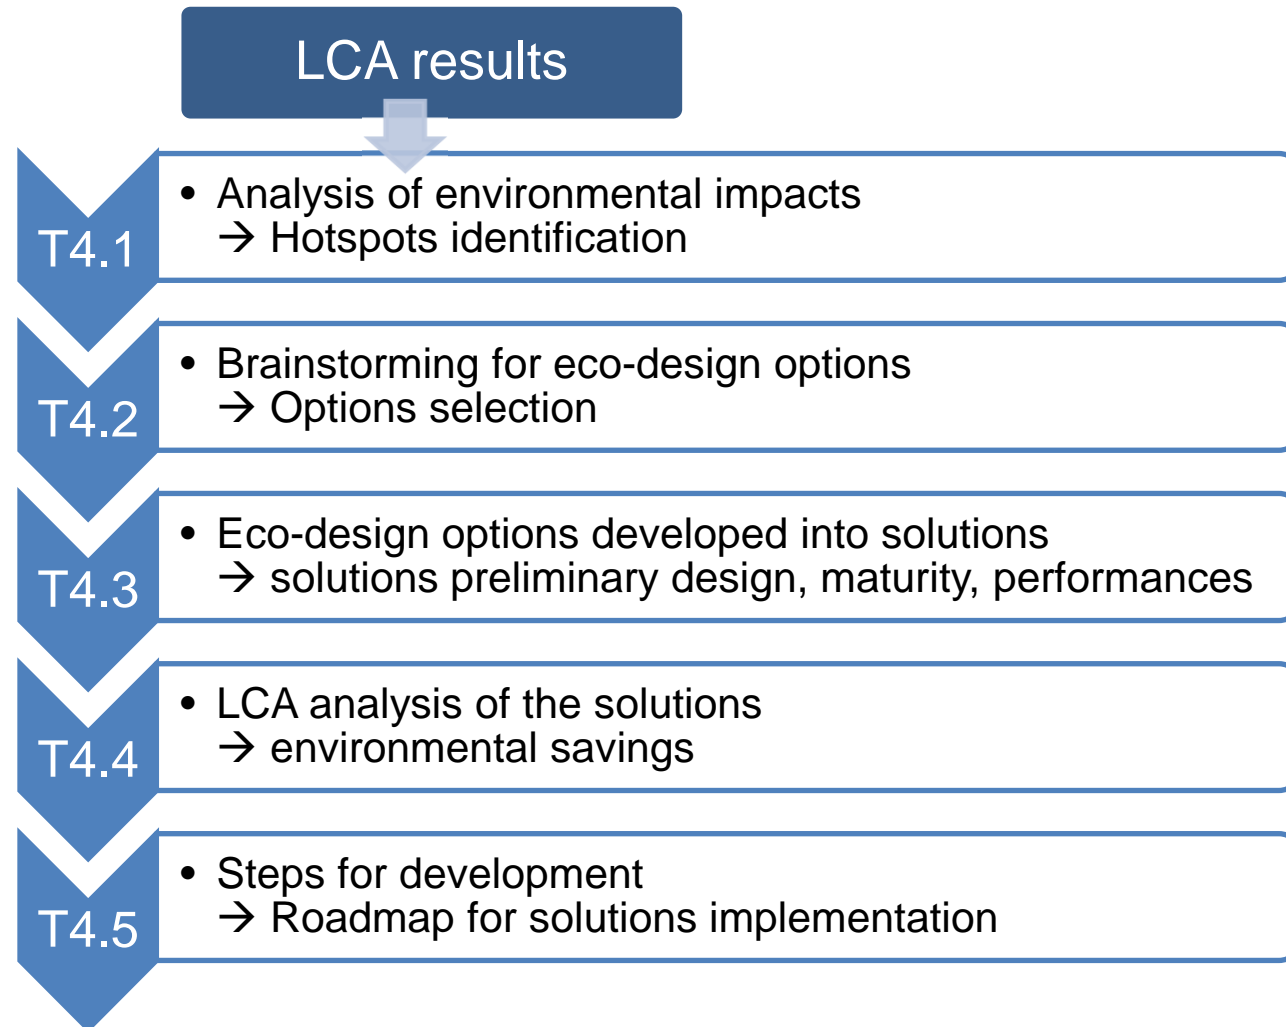 LCA results
T4.1
• Analysis of environmental impacts
→ Hotspots identification
T4.2
• Brainstorming for eco-design options
→ Options selection
T4.3
• Eco-design options developed into solutions
→ solutions preliminary design, maturity, performances
T4.4
• LCA analysis of the solutions
→ environmental savings
T4.5
• Steps for development
→ Roadmap for solutions implementation